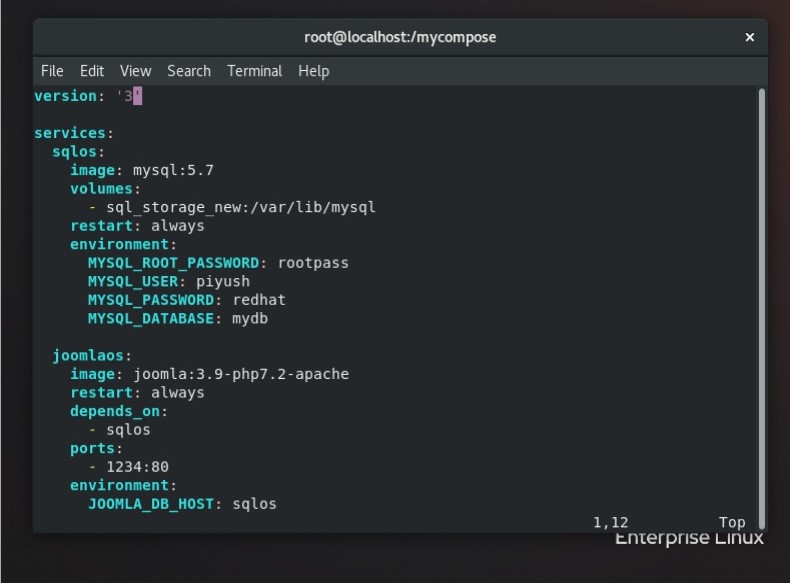 root@localhost:/mycompose ×
File Edit View Search Terminal Help
version: '3'
services:
  sqlos:
    image: mysql:5.7
    volumes:
      - sql_storage_new:/var/lib/mysql
    restart: always
    environment:
      MYSQL_ROOT_PASSWORD: rootpass
      MYSQL_USER: piyush
      MYSQL_PASSWORD: redhat
      MYSQL_DATABASE: mydb
  joomlaos:
    image: joomla:3.9-php7.2-apache
    restart: always
    depends_on:
      - sqlos
    ports:
      - 1234:80
    environment:
      JOOMLA_DB_HOST: sqlos
1,12 Top
Enterprise Linux